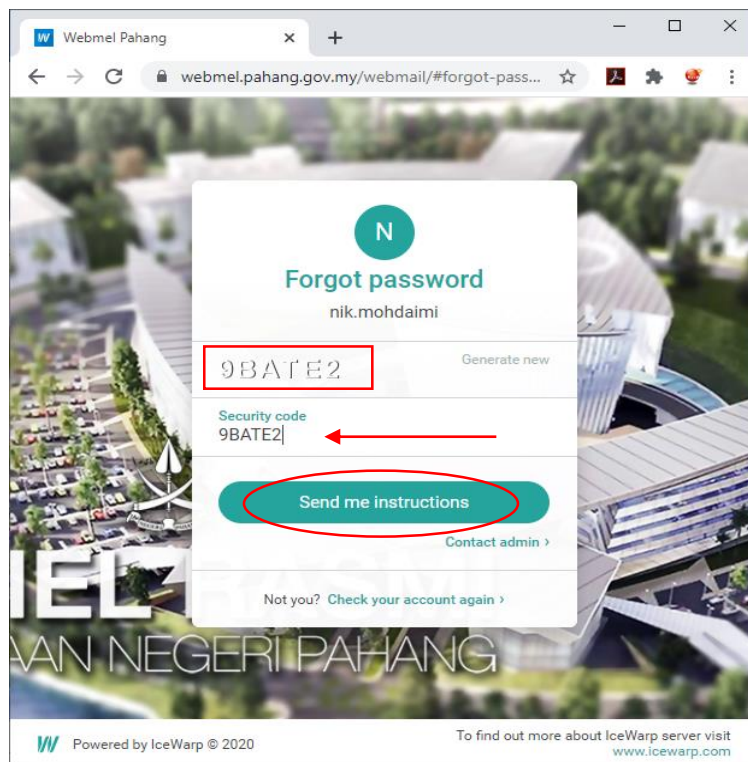 Webmel Pahang
webmel.pahang.gov.my/webmail/#forgot-pass...
N
Forgot password
nik.mohdaimi
9BATE2
Generate new
Security code
9BATE2
Send me instructions
Contact admin ›
Not you? Check your account again ›
NEGERI PAHANG
W Powered by IceWarp © 2020
To find out more about IceWarp server visit
www.icewarp.com